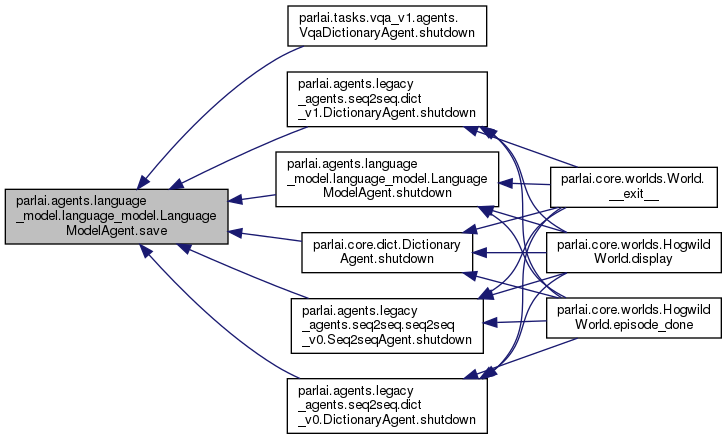 parlai.tasks.vqa_v1.agents.
VqaDictionaryAgent.shutdown
parlai.agents.legacy
_agents.seq2seq.dict
_v1.DictionaryAgent.shutdown
parlai.agents.language
_model.language_model.Language
ModelAgent.shutdown
parlai.core.worlds.World.
__exit__
parlai.agents.language
_model.language_model.Language
ModelAgent.save
parlai.core.dict.Dictionary
Agent.shutdown
parlai.core.worlds.Hogwild
World.display
parlai.agents.legacy
_agents.seq2seq.seq2seq
_v0.Seq2seqAgent.shutdown
parlai.core.worlds.Hogwild
World.episode_done
parlai.agents.legacy
_agents.seq2seq.dict
_v0.DictionaryAgent.shutdown